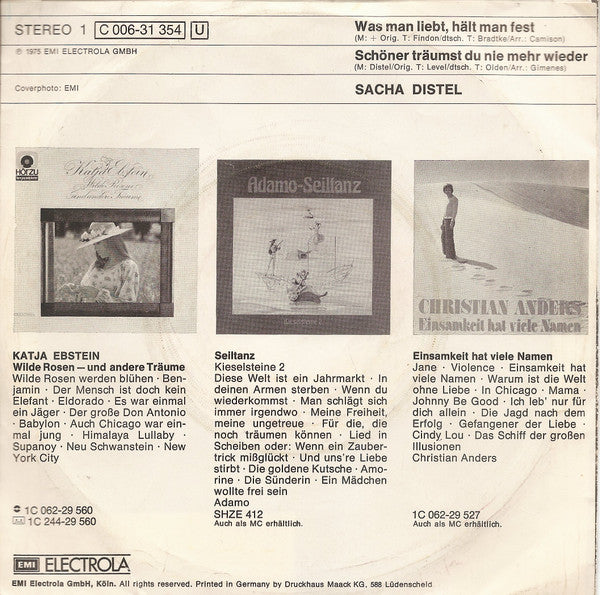 STEREO 1 C 006-31 354 U
℗ 1975 EMI ELECTROLA GMBH
Coverphoto: EMI
Was man liebt, hält man fest
(M: + Orig. T: Findon/dtsch. T: Bradtke/Arr.: Camison)
Schöner träumst du nie mehr wieder
(M: Distel/Orig. T: Level/dtsch. T: Olden/Arr.: Gimenes)
SACHA DISTEL
HÖRZU
Katja Ebstein
Wilde Rosen
und andere Träume
Adamo-Seiltanz
Kieselsteine 2
CHRISTIAN ANDERS
Einsamkeit hat viele Namen
KATJA EBSTEIN
Wilde Rosen – und andere Träume
Wilde Rosen werden blühen · Ben-
jamin · Der Mensch ist doch kein
Elefant · Eldorado · Es war einmal
ein Jäger · Der große Don Antonio
· Babylon · Auch Chicago war ein-
mal jung · Himalaya Lullaby ·
Supanoy · Neu Schwanstein · New
York City
1C 062-29 560
1C 244-29 560
Seiltanz
Kieselsteine 2
Diese Welt ist ein Jahrmarkt · In
deinen Armen sterben · Wenn du
wiederkommst · Man schlägt sich
immer irgendwo · Meine Freiheit,
meine ungetreue · Für die, die
noch träumen können · Lied in
Scheiben oder: Wenn ein Zauber-
trick mißglückt · Und uns're Liebe
stirbt · Die goldene Kutsche · Amo-
rine · Die Sünderin · Ein Mädchen
wollte frei sein
Adamo
SHZE 412
Auch als MC erhältlich.
Einsamkeit hat viele Namen
Jane · Violence · Einsamkeit hat
viele Namen · Warum ist die Welt
ohne Liebe · In Chicago · Mama ·
Johnny Be Good · Ich leb' nur für
dich allein · Die Jagd nach dem
Erfolg · Gefangener der Liebe ·
Cindy Lou · Das Schiff der großen
Illusionen
Christian Anders
1C 062-29 527
Auch als MC erhältlich.
EMI ELECTROLA
EMI Electrola GmbH, Köln. All rights reserved. Printed in Germany by Druckhaus Maack KG, 588 Lüdenscheid